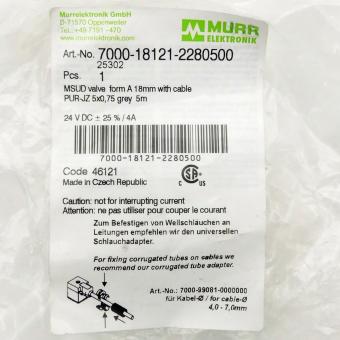 Murrelektronik GmbH
D-71570 Oppenweiler
Tel.: +49 7191 - 470
www.murrelektronik.com
MURR
ELEKTRONIK
Art.-No. 7000-18121-2280500
25302
Pcs. 1
MSUD valve form A 18mm with cable
PUR-JZ 5x0,75 grey 5m
24 V DC ± 25 % / 4A
7000-18121-2280500
Code 46121
Made in Czech Republic
Caution: not for interrupting current
Attention: ne pas utiliser pour couper le courant
Zum Befestigen von Wellschläuchen an
Leitungen empfehlen wir den universellen
Schlauchadapter.
For fixing corrugated tubes on cables we
recommend our corrugated tube adapter.
Art.-No.: 7000-99081-0000000
für Kabel-Ø / for cable-Ø
4,0 - 7,0mm